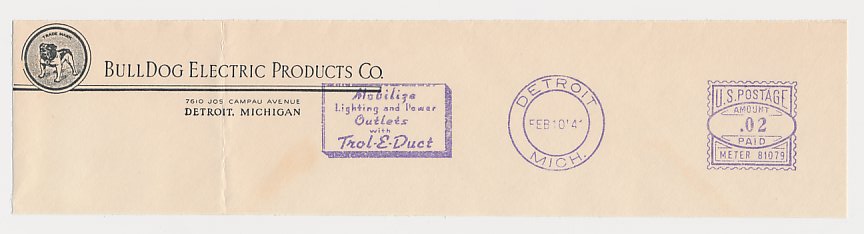 TRADE MARK
BULLDOG ELECTRIC PRODUCTS CO.
7610 JOS CAMPAU AVENUE
DETROIT, MICHIGAN
Mobilize
Lighting and Power
Outlets
with
Trol-E-Duct
DETROIT
FEB 10 '41
MICH.
U.S. POSTAGE
AMOUNT
.02
PAID
METER 81079